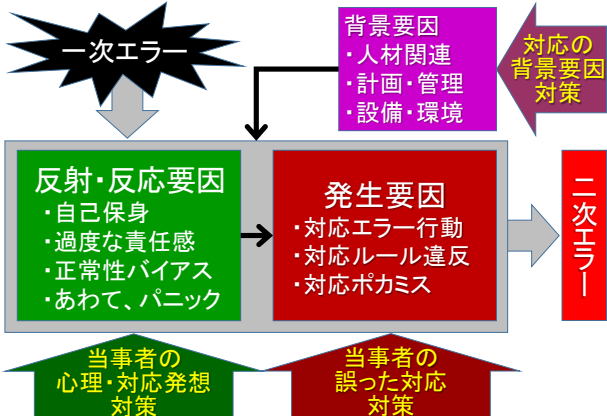 一次エラー
背景要因
・人材関連
・計画・管理
・設備・環境
対応の
背景要因
対策
反射・反応要因
・自己保身
・過度な責任感
・正常性バイアス
・あわて、パニック
発生要因
・対応エラー行動
・対応ルール違反
・対応ポカミス
二次エラー
当事者の
心理・対応発想
対策
当事者の
誤った対応
対策